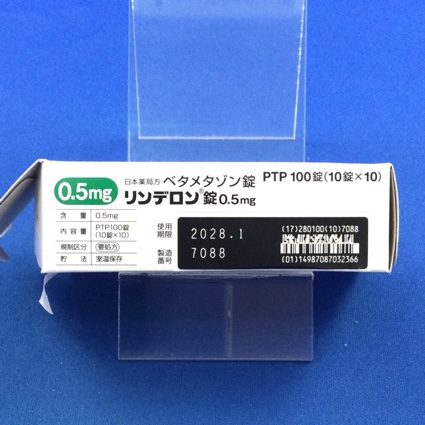 0.5mg
日本薬局方 ベタメタゾン錠 PTP 100錠(10錠×10)
リンデロン®錠0.5mg
含 量 0.5mg
内 容 量 PTP100錠
(10錠×10)
規制区分 要処方
貯 法 室温保存
使用
期限 2028.1
製造
番号 7088
(17)280100(10)7088
(01)14987087032366